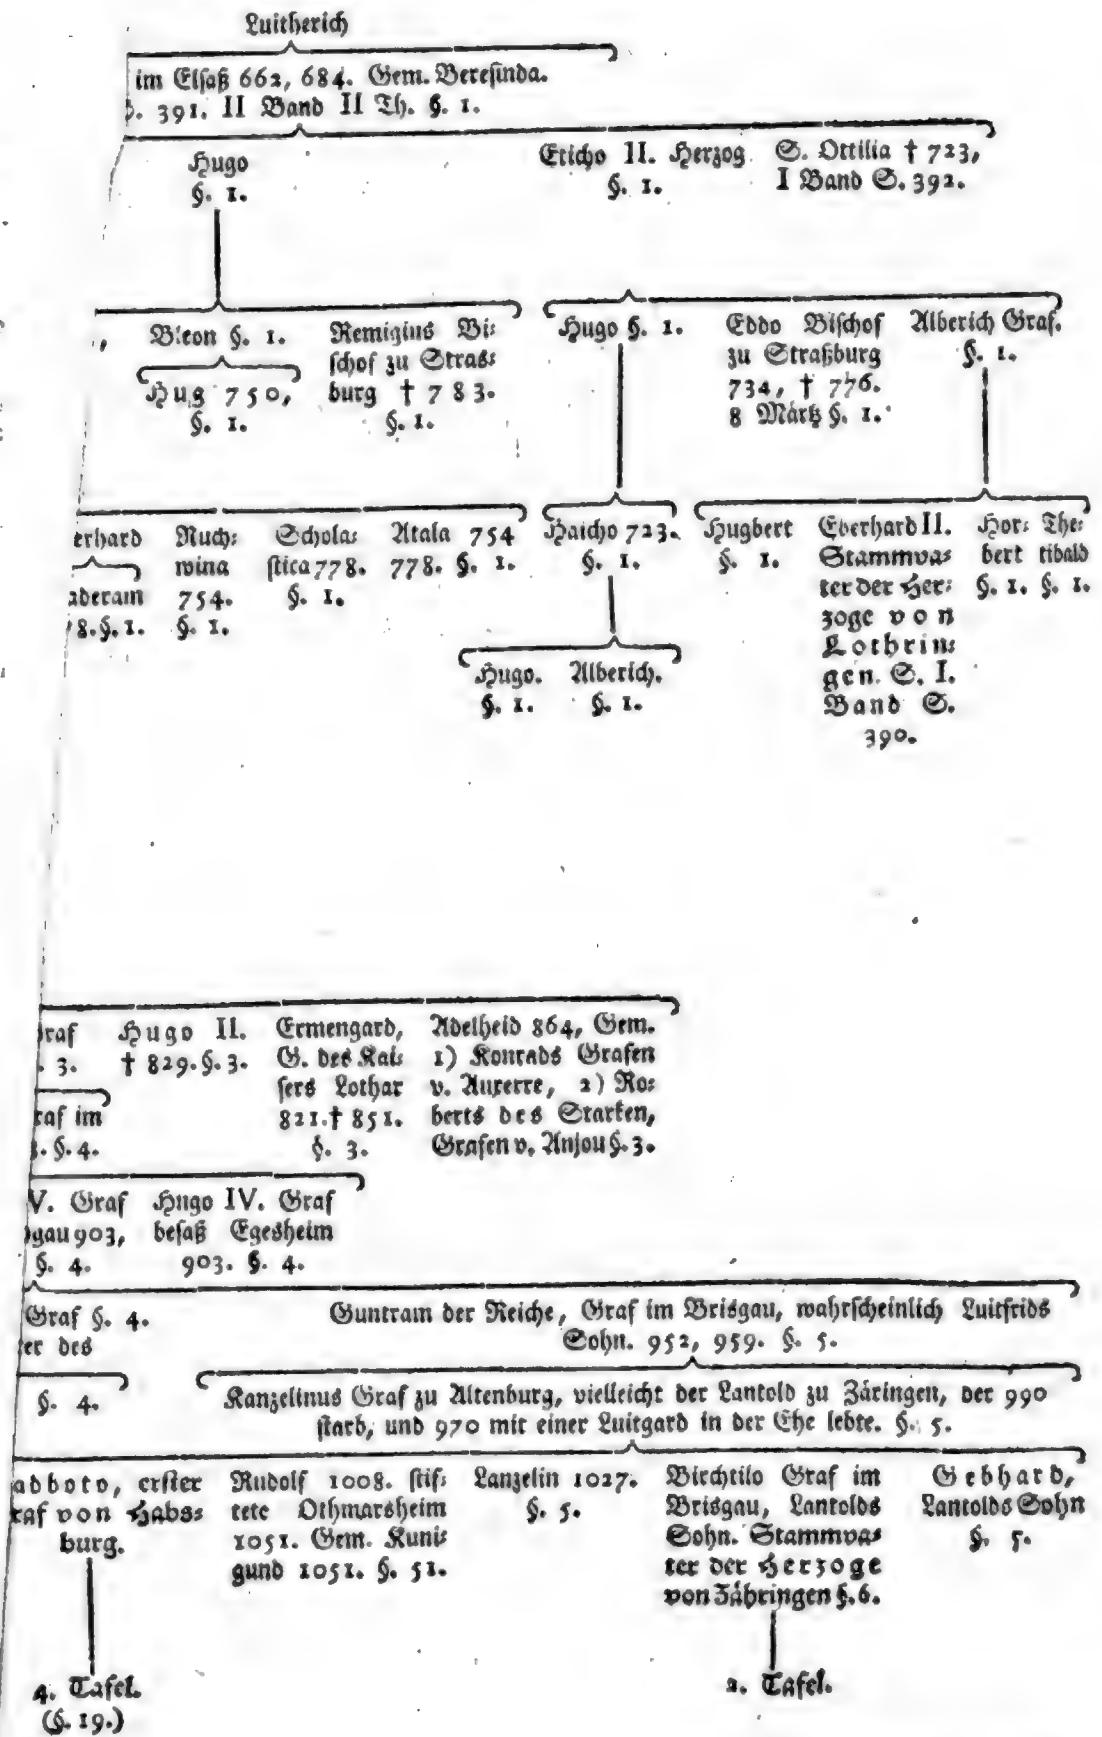 Luitherich
im Elsaß 662, 684. Gem. Beresinda.
391. II Band II Th. §. 1.
Hugo
§. 1.
Eticho II. Herzog
§. 1.
S. Ottilia † 723,
I Band S. 392.
Bleon §. 1.
Hug 750,
§. 1.
Remigius Bi:
schof zu Stras:
burg † 783.
§. 1.
Hugo §. 1.
Eddo Bischof
zu Straßburg
734, † 776.
8 Märtz §. 1.
Alberich Graf.
§. 1.
erhard
aderam
8. §. 1.
Ruch:
wina
754.
§. 1.
Schola:
stica 778.
§. 1.
Atala 754
778. §. 1.
Haicho 723.
§. 1.
Hugo.
§. 1.
Alberich.
§. 1.
Hugbert
§. 1.
Eberhard II.
Stammva:
ter der Her:
zoge von
Lothrin:
gen. S. I.
Band S.
390.
Hor:
bert
§. 1.
The:
tibald
§. 1.
raf
. 3.
raf im
. §. 4.
Hugo II.
† 829. §. 3.
Ermengard,
G. des Kai:
sers Lothar
821. † 851.
§. 3.
Adelheid 864, Gem.
1) Konrads Grafen
v. Auxerre, 2) Ro:
berts des Starken,
Grafen v. Anjou §. 3.
V. Graf
gau 903,
§. 4.
Hugo IV. Graf
besaß Egesheim
903. §. 4.
Graf §. 4.
er des
§. 4.
Guntram der Reiche, Graf im Brisgau, wahrscheinlich Luitfrids
Sohn. 952, 959. §. 5.
Kanzelinus Graf zu Altenburg, vielleicht der Lantold zu Zäringen, der 990
starb, und 970 mit einer Luitgard in der Ehe lebte. §. 5.
adboto, erster
raf von Habs:
burg.
4. Tafel.
(§. 19.)
Rudolf 1008. stif:
tete Othmarsheim
1051. Gem. Kuni:
gund 1051. §. 51.
Lanzelin 1027.
§. 5.
Birchtilo Graf im
Brisgau, Lantolds
Sohn. Stammva:
ter der Herzoge
von Zähringen §. 6.
2. Tafel.
Gebhard,
Lantolds Sohn
§. 5.